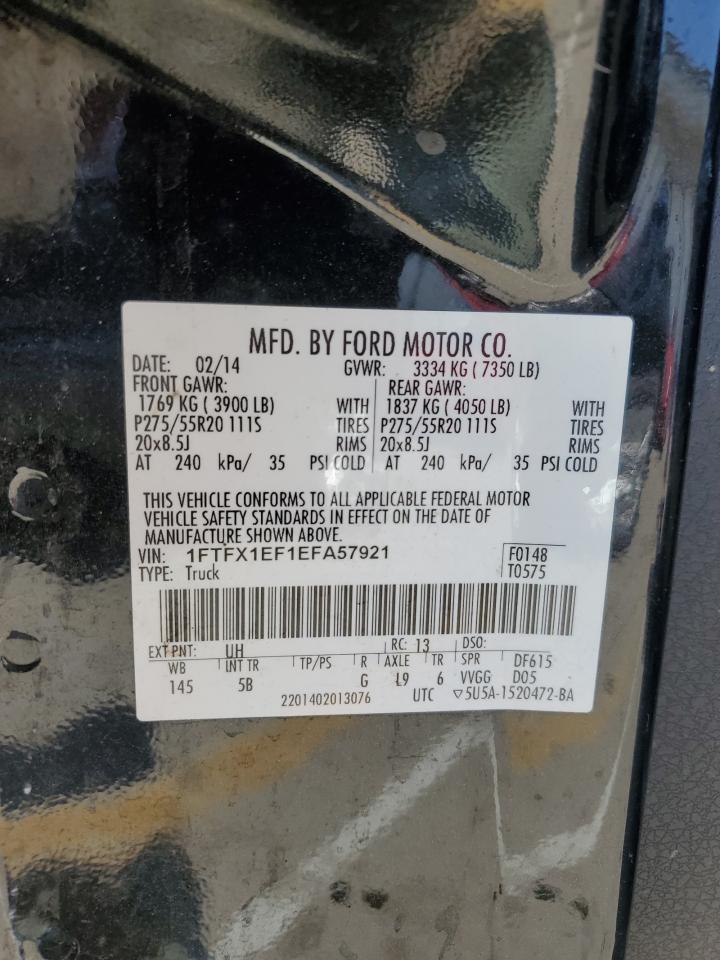 MFD. BY FORD MOTOR CO.
DATE: 02/14 GVWR: 3334 KG ( 7350 LB)
FRONT GAWR: REAR GAWR:
1769 KG ( 3900 LB) WITH 1837 KG ( 4050 LB) WITH
P275/55R20 111S TIRES P275/55R20 111S TIRES
20x8.5J RIMS 20x8.5J RIMS
AT 240 kPa/ 35 PSI COLD AT 240 kPa/ 35 PSI COLD
THIS VEHICLE CONFORMS TO ALL APPLICABLE FEDERAL MOTOR
VEHICLE SAFETY STANDARDS IN EFFECT ON THE DATE OF
MANUFACTURE SHOWN ABOVE.
VIN: 1FTFX1EF1EFA57921 F0148
TYPE: Truck T0575
EXT PNT: UH RC: 13 DSO:
WB INT TR TP/PS R AXLE TR SPR DF615
145 5B G L9 6 VVGG D05
2201402013076 UTC ▽5U5A-1520472-BA